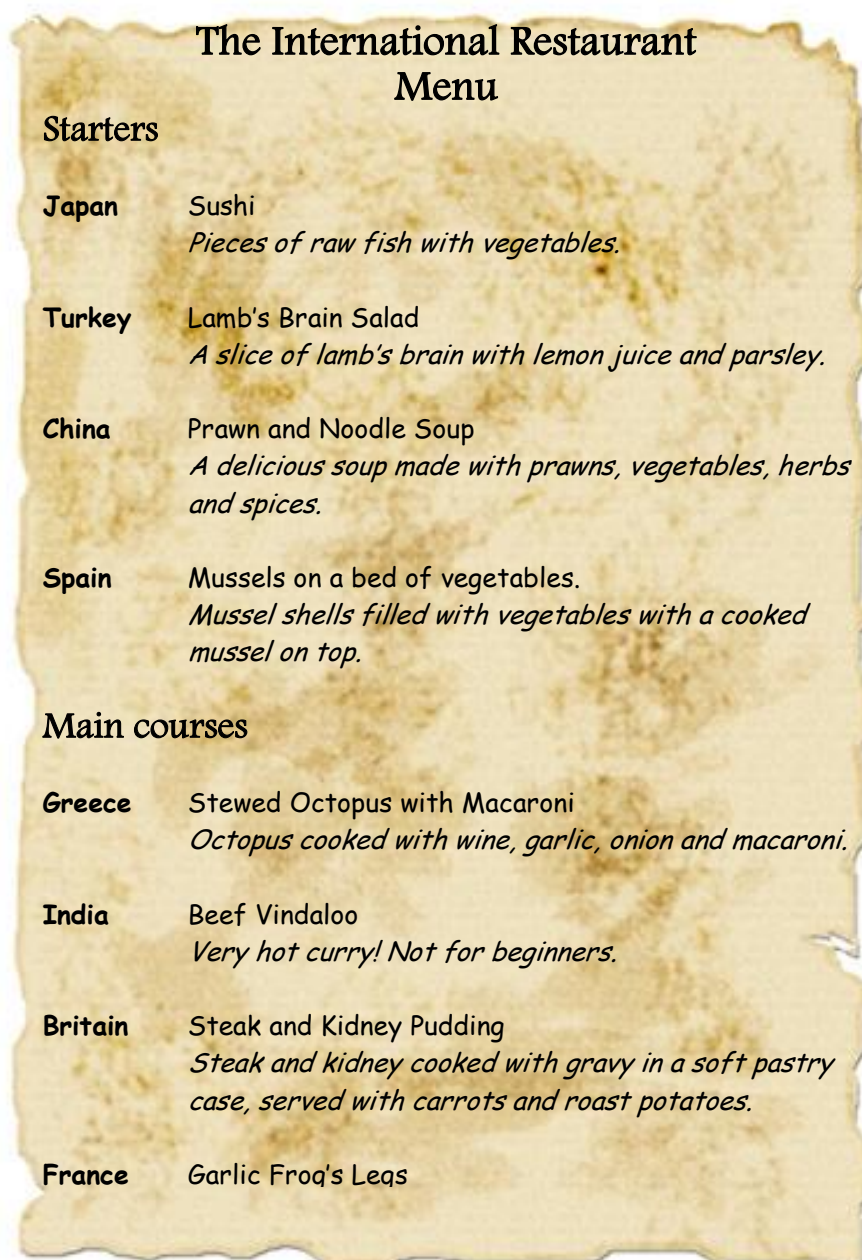 The International Restaurant
Menu
Starters
Japan Sushi
Pieces of raw fish with vegetables.
Turkey Lamb's Brain Salad
A slice of lamb's brain with lemon juice and parsley.
China Prawn and Noodle Soup
A delicious soup made with prawns, vegetables, herbs
and spices.
Spain Mussels on a bed of vegetables.
Mussel shells filled with vegetables with a cooked
mussel on top.
Main courses
Greece Stewed Octopus with Macaroni
Octopus cooked with wine, garlic, onion and macaroni.
India Beef Vindaloo
Very hot curry! Not for beginners.
Britain Steak and Kidney Pudding
Steak and kidney cooked with gravy in a soft pastry
case, served with carrots and roast potatoes.
France Garlic Frog's Legs